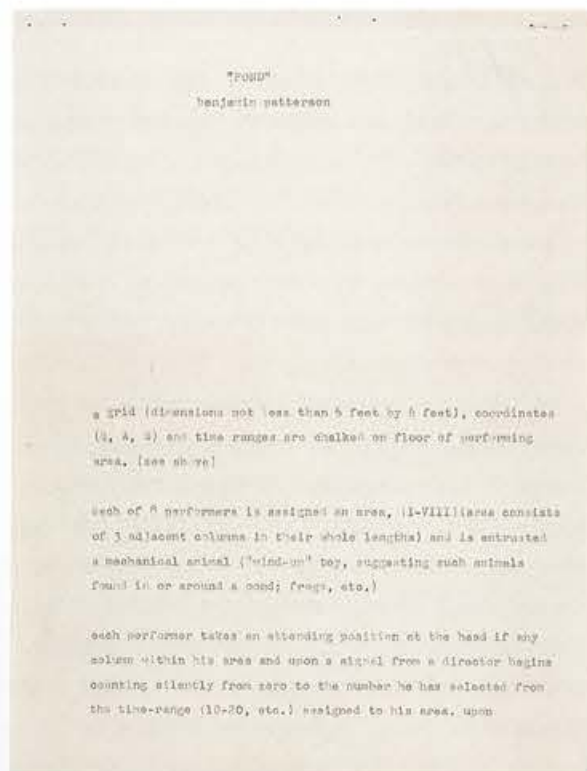 "POND"
benjamin patterson
a grid (dimensions not less than 8 feet by 8 feet), coordinates
and time ranges are chalked on floor of performing
area. (see above)
each of 8 performers is assigned an area, (I-VIII)(area consists
of 3 adjacent columns in their whole lengths) and is entrusted
a mechanical animal ("wind-up" toy, suggesting such animals
found in or around a pond; frogs, etc.)
each performer takes an attending position at the head if any
column within his area and upon a signal from a director begins
counting silently from zero to the number he has selected from
the time-range (10-20, etc.) assigned to his area. upon